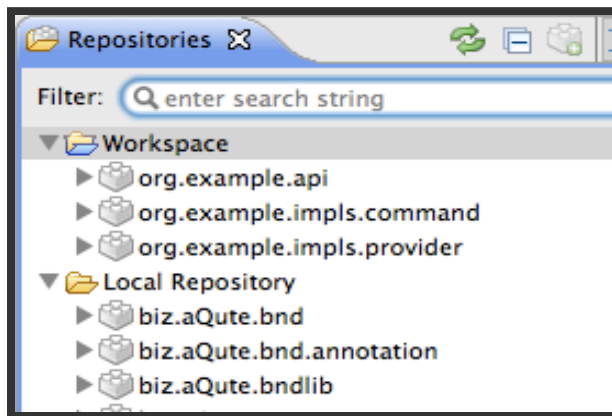 Repositories
Filter: enter search string
Workspace
org.example.api
org.example.impls.command
org.example.impls.provider
Local Repository
biz.aQute.bnd
biz.aQute.bnd.annotation
biz.aQute.bndlib